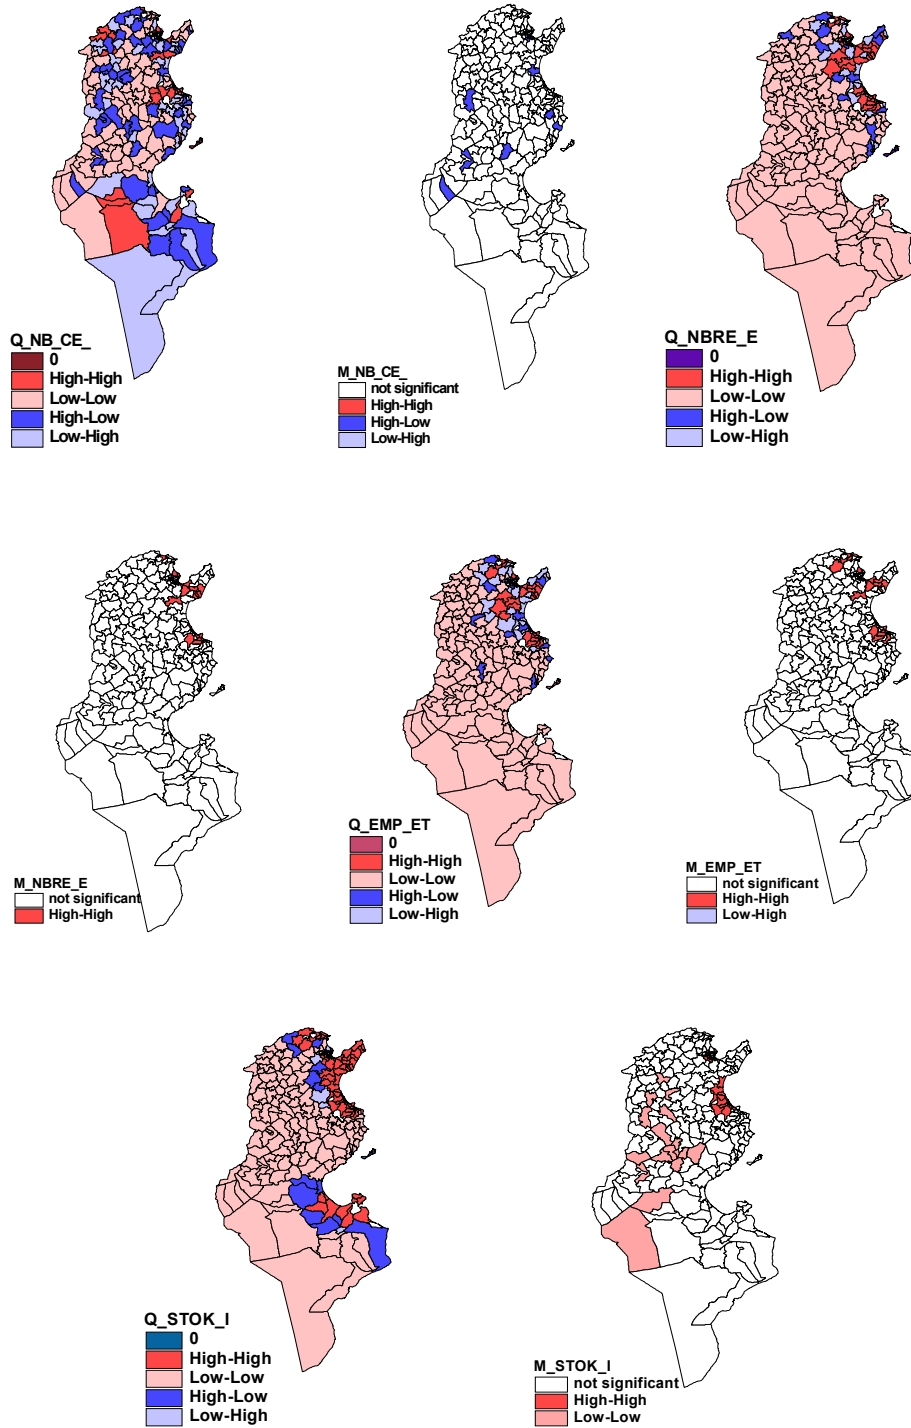 Q_NB_CE_
0
High-High
Low-Low
High-Low
Low-High
M_NB_CE_
not significant
High-High
High-Low
Low-High
Q_NBRE_E
0
High-High
Low-Low
High-Low
Low-High
M_NBRE_E
not significant
High-High
Q_EMP_ET
0
High-High
Low-Low
High-Low
Low-High
M_EMP_ET
not significant
High-High
Low-High
Q_STOK_I
0
High-High
Low-Low
High-Low
Low-High
M_STOK_I
not significant
High-High
Low-Low